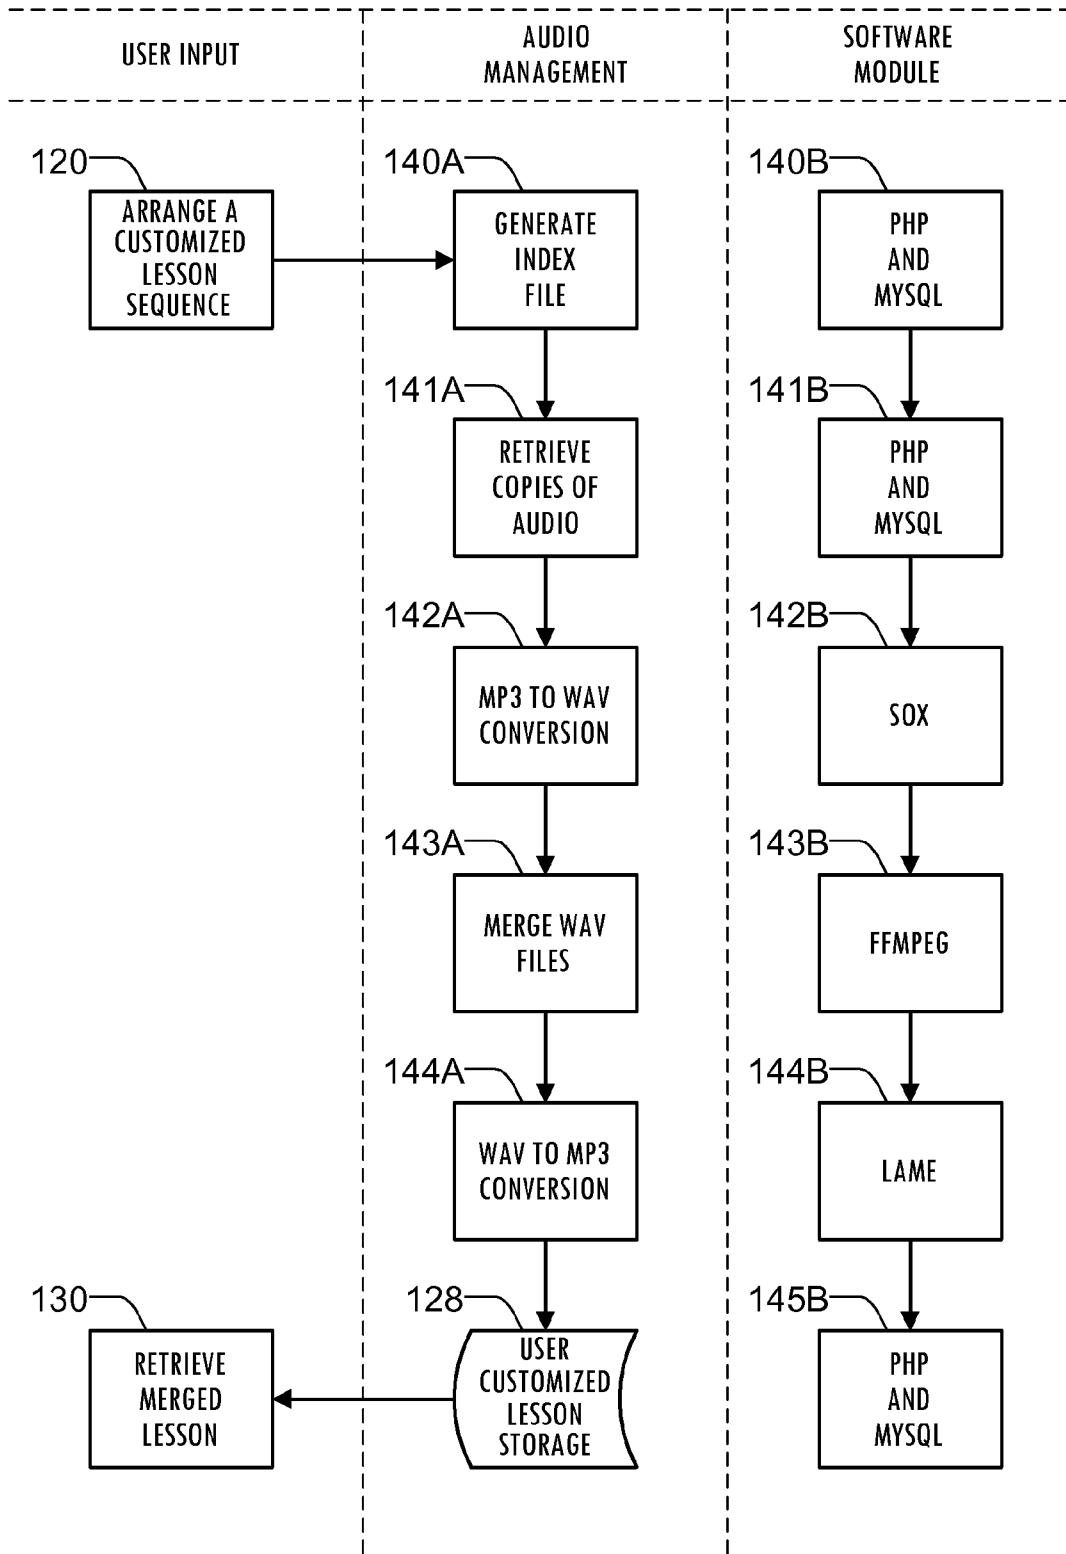 USER INPUT
AUDIO
MANAGEMENT
SOFTWARE
MODULE
120
ARRANGE A
CUSTOMIZED
LESSON
SEQUENCE
140A
GENERATE
INDEX
FILE
140B
PHP
AND
MYSQL
141A
RETRIEVE
COPIES OF
AUDIO
141B
PHP
AND
MYSQL
142A
MP3 TO WAV
CONVERSION
142B
SOX
143A
MERGE WAV
FILES
143B
FFMPEG
144A
WAV TO MP3
CONVERSION
144B
LAME
130
RETRIEVE
MERGED
LESSON
128
USER
CUSTOMIZED
LESSON
STORAGE
145B
PHP
AND
MYSQL